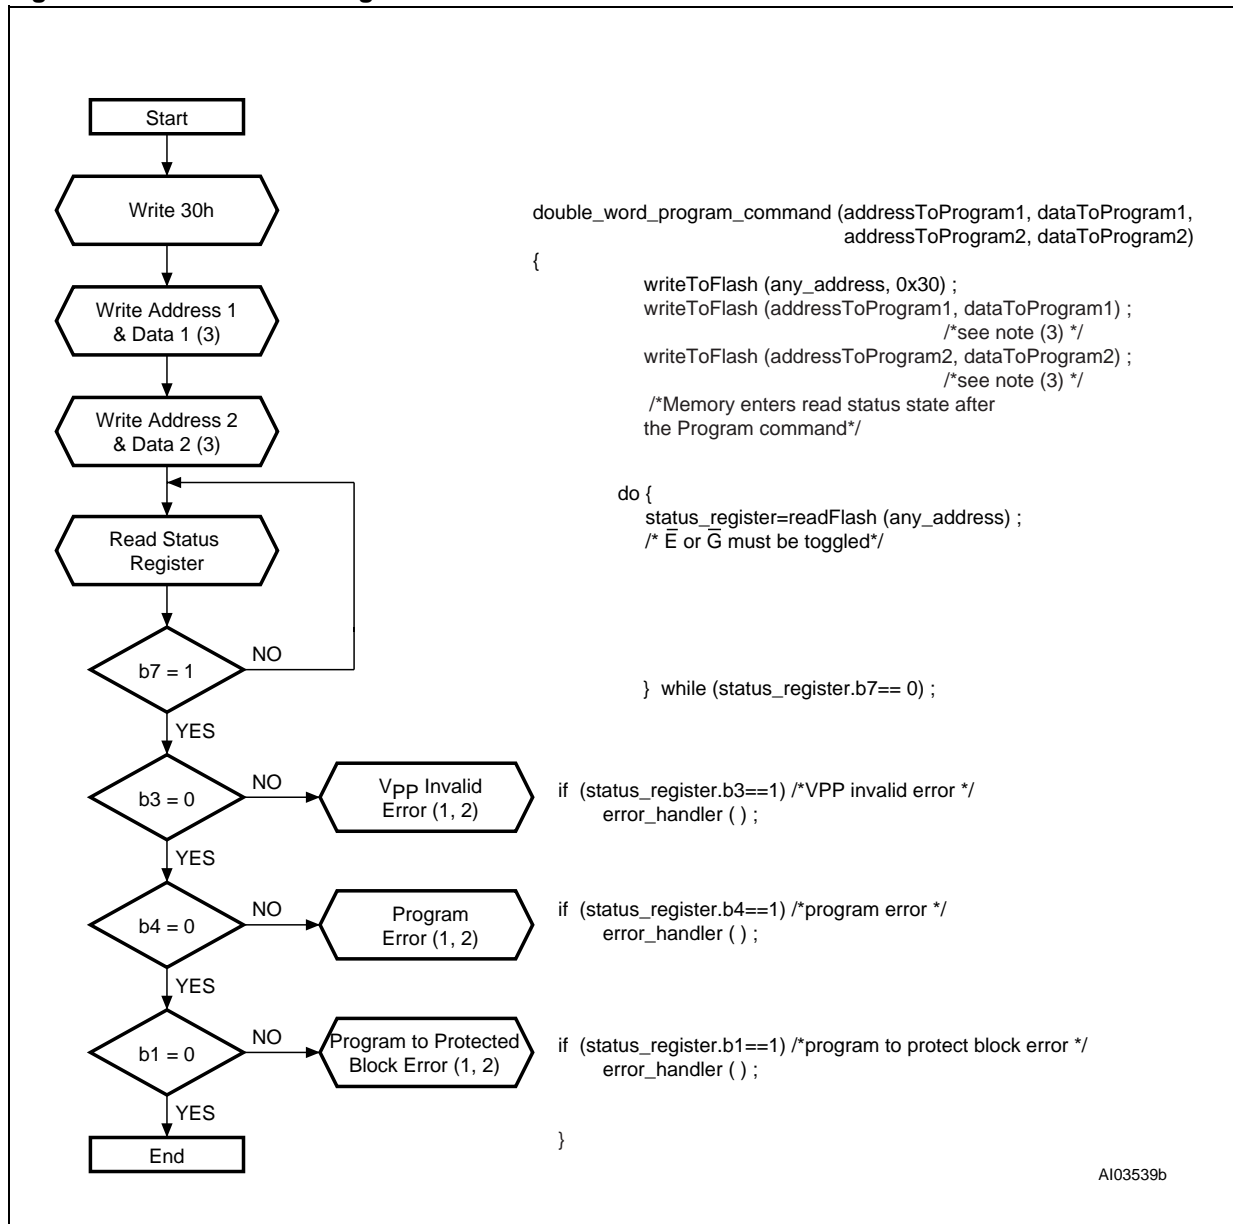 Start
Write 30h
Write Address 1
& Data 1 (3)
Write Address 2
& Data 2 (3)
Read Status
Register
b7 = 1
NO
YES
b3 = 0
NO
VPP Invalid
Error (1, 2)
YES
b4 = 0
NO
Program
Error (1, 2)
YES
b1 = 0
NO
Program to Protected
Block Error (1, 2)
YES
End
double_word_program_command (addressToProgram1, dataToProgram1,
addressToProgram2, dataToProgram2)
{
writeToFlash (any_address, 0x30) ;
writeToFlash (addressToProgram1, dataToProgram1) ;
/*see note (3) */
writeToFlash (addressToProgram2, dataToProgram2) ;
/*see note (3) */
/*Memory enters read status state after
the Program command*/
do {
status_register=readFlash (any_address) ;
/* E̅ or G̅ must be toggled*/
} while (status_register.b7== 0) ;
if (status_register.b3==1) /*VPP invalid error */
error_handler ( ) ;
if (status_register.b4==1) /*program error */
error_handler ( ) ;
if (status_register.b1==1) /*program to protect block error */
error_handler ( ) ;
}
AI03539b